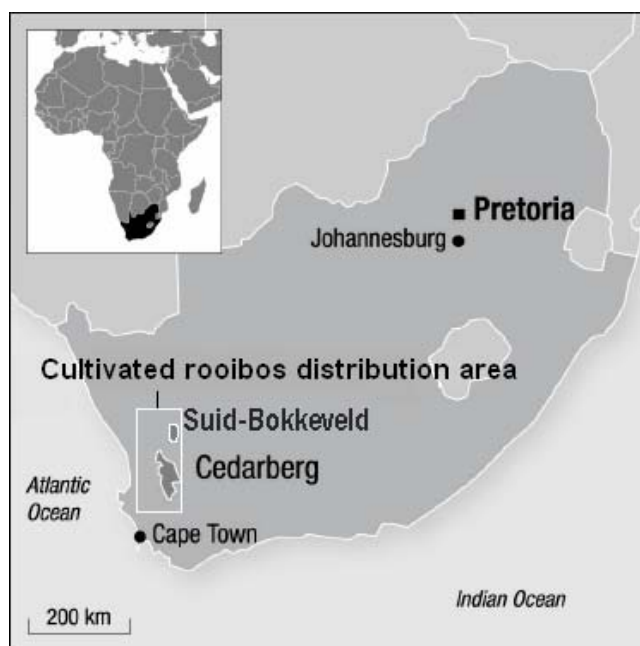 Pretoria
Johannesburg
Cultivated rooibos distribution area
Suid-Bokkeveld
Cedarberg
Atlantic
Ocean
Cape Town
Indian Ocean
200 km